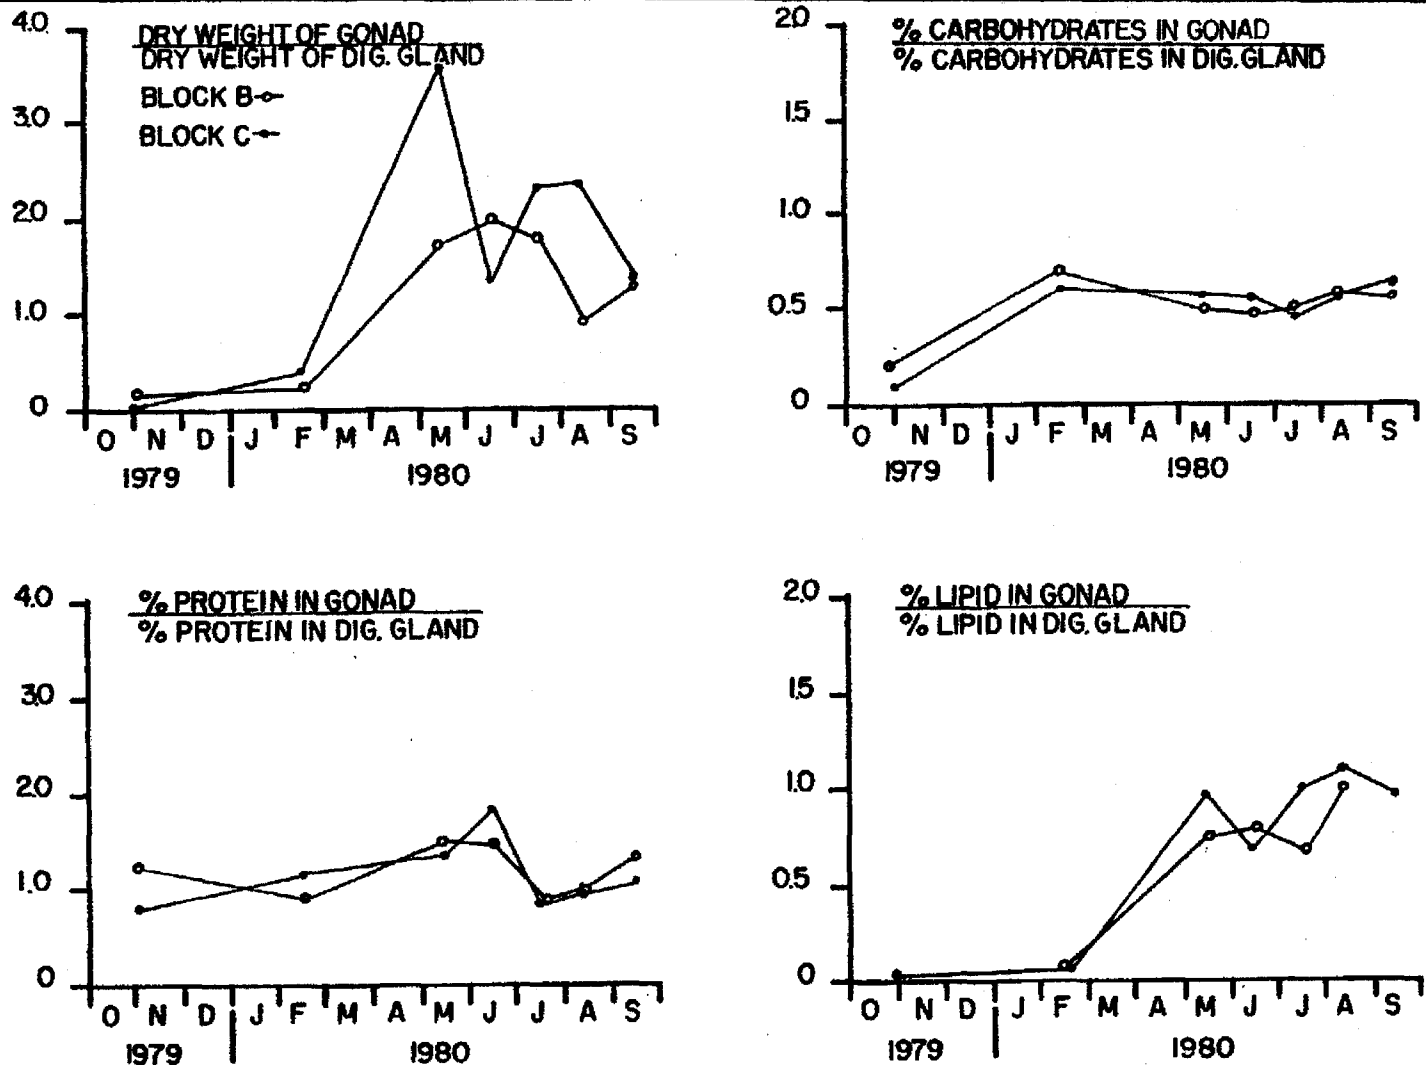 DRY WEIGHT OF GONAD
DRY WEIGHT OF DIG. GLAND
BLOCK B
BLOCK C
4.0
3.0
2.0
1.0
0
O N D J F M A M J J A S
1979 1980
% CARBOHYDRATES IN GONAD
% CARBOHYDRATES IN DIG. GLAND
2.0
1.5
1.0
0.5
0
O N D J F M A M J J A S
1979 1980
% PROTEIN IN GONAD
% PROTEIN IN DIG. GLAND
4.0
3.0
2.0
1.0
0
O N D J F M A M J J A S
1979 1980
% LIPID IN GONAD
% LIPID IN DIG. GLAND
2.0
1.5
1.0
0.5
0
O N D J F M A M J J A S
1979 1980